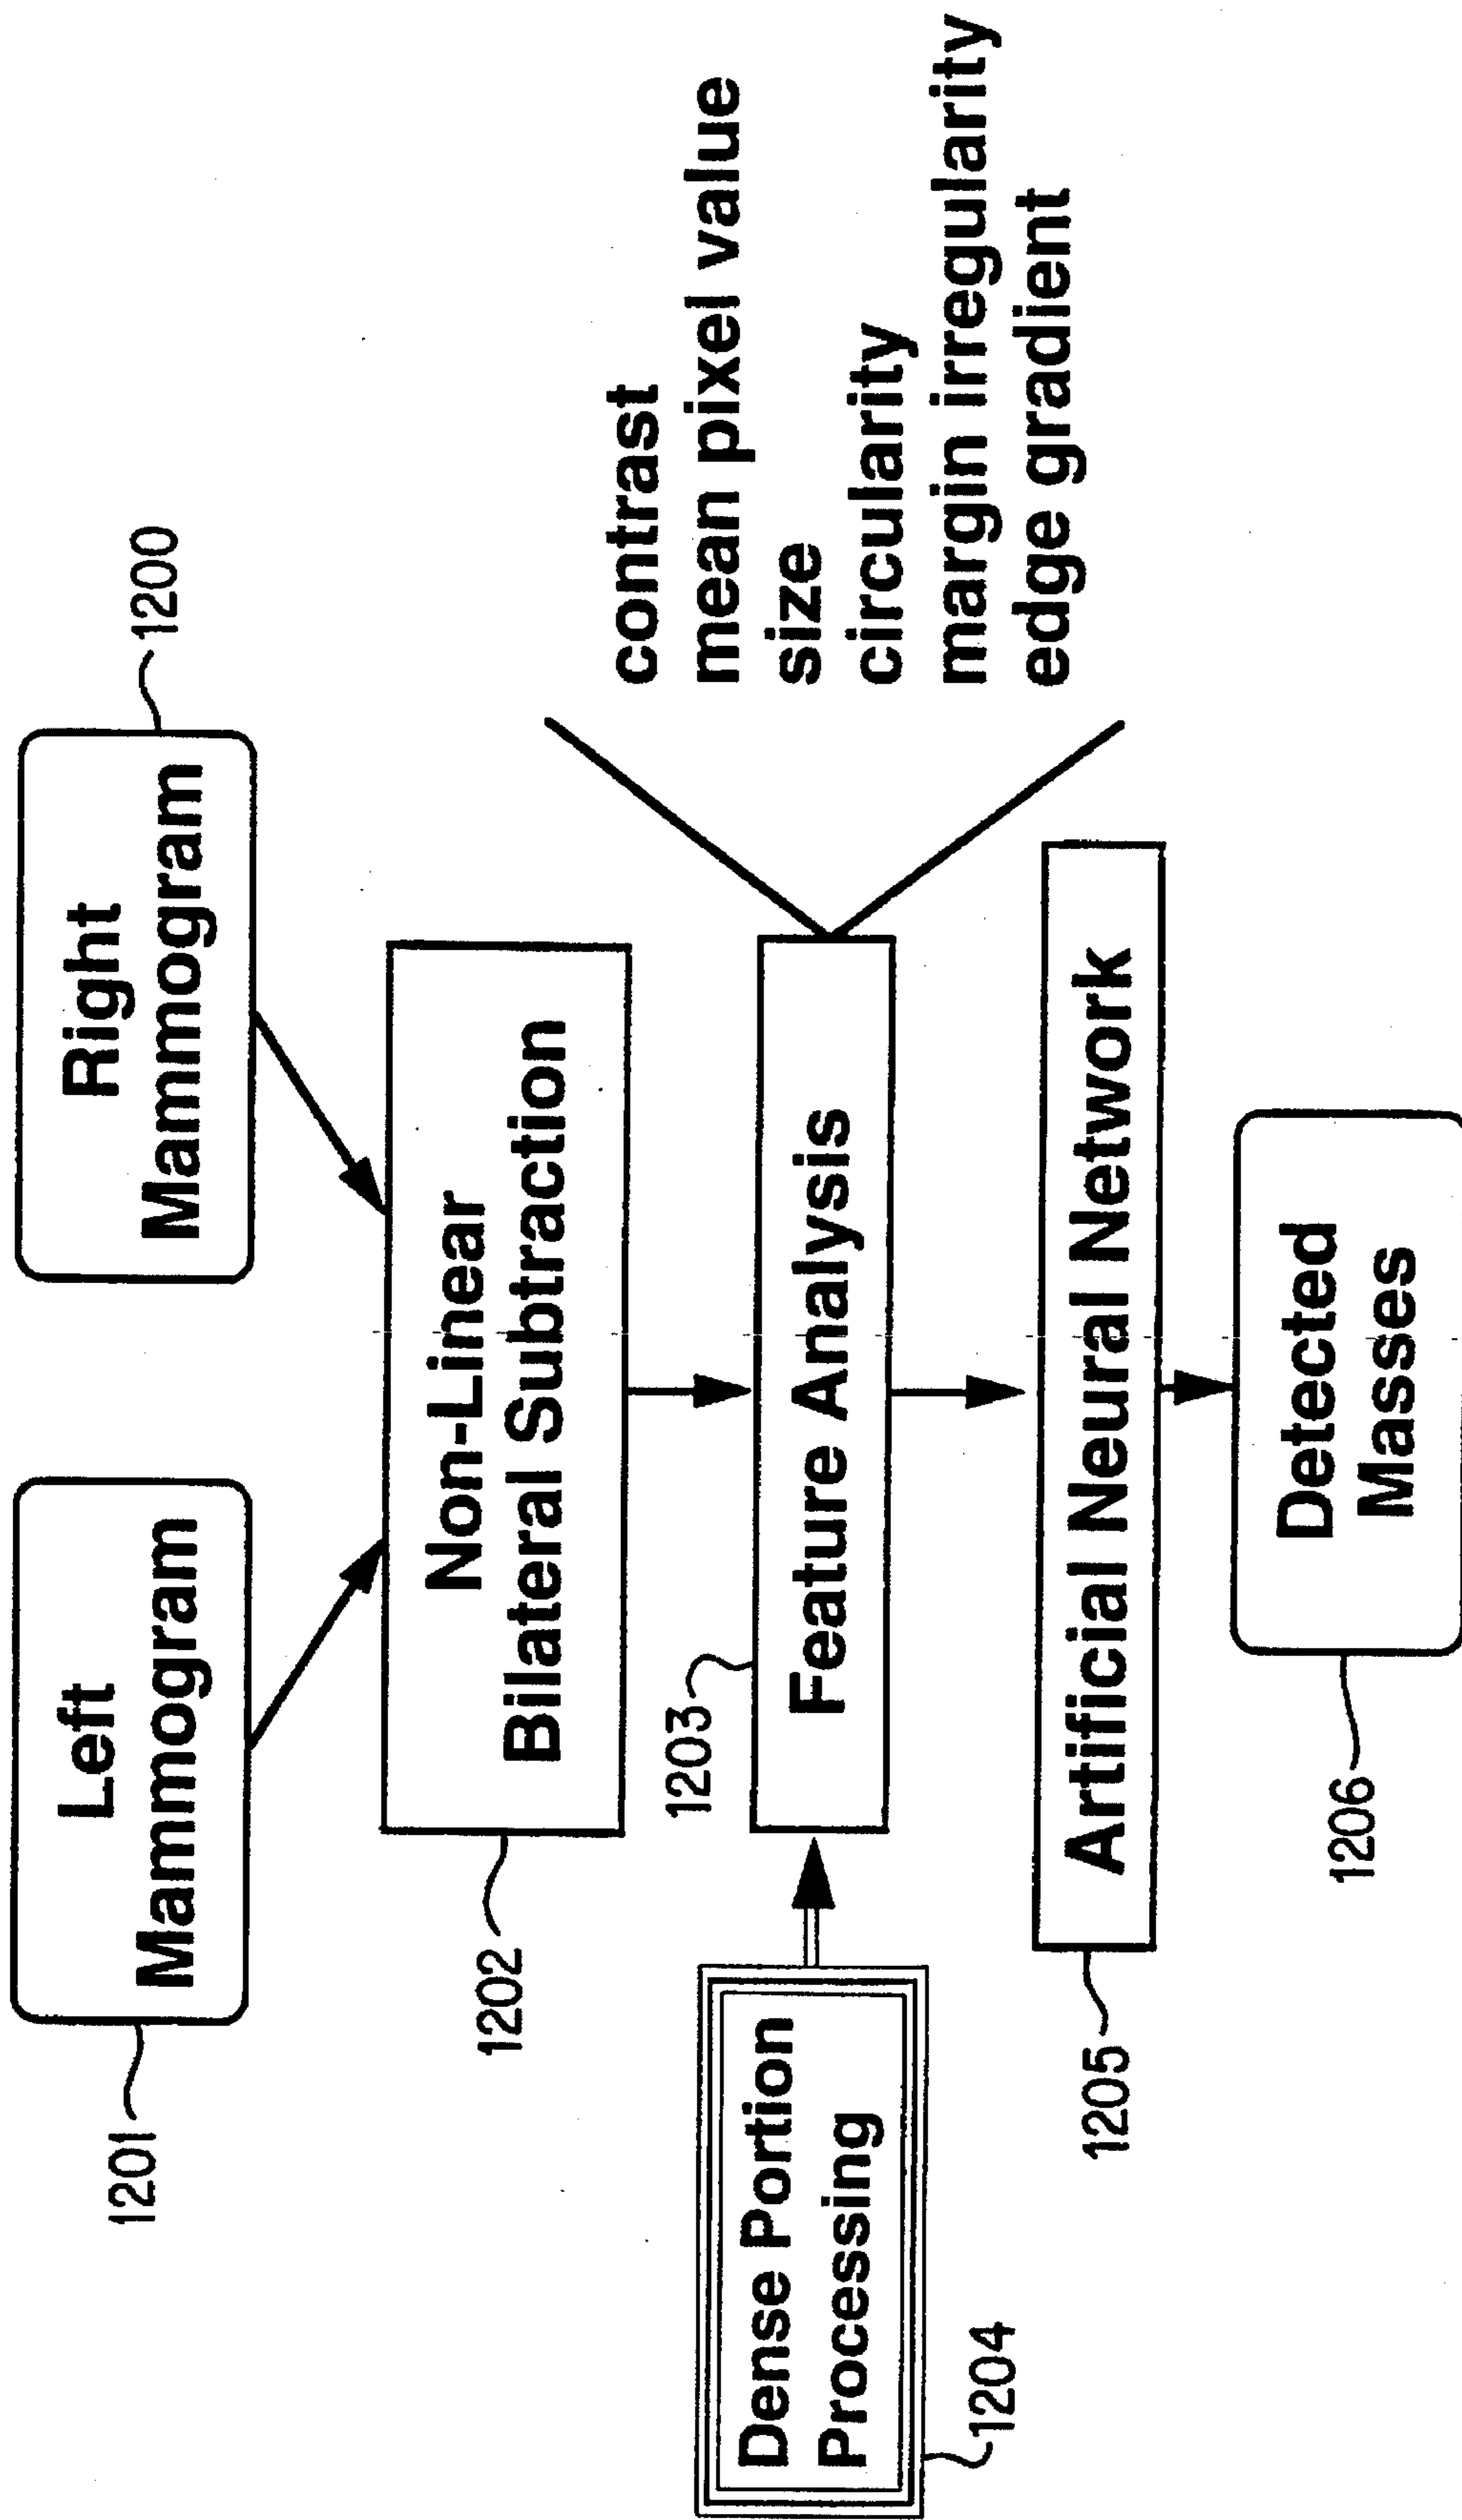 1201
Left
Mammogram
Right
Mammogram
1200
1202
Non-Linear
Bilateral Subtraction
1203
Dense Portion
Processing
1204
Feature Analysis
contrast
mean pixel value
size
circularity
margin irregularity
edge gradient
1205
Artificial Neural Network
1206
Detected
Masses